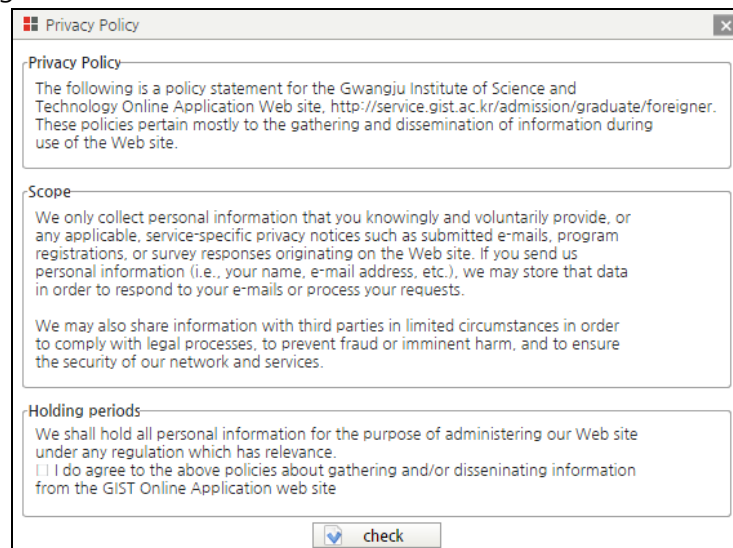 Privacy Policy
Privacy Policy
The following is a policy statement for the Gwangju Institute of Science and
Technology Online Application Web site, http://service.gist.ac.kr/admission/graduate/foreigner.
These policies pertain mostly to the gathering and dissemination of information during
use of the Web site.
Scope
We only collect personal information that you knowingly and voluntarily provide, or
any applicable, service-specific privacy notices such as submitted e-mails, program
registrations, or survey responses originating on the Web site. If you send us
personal information (i.e., your name, e-mail address, etc.), we may store that data
in order to respond to your e-mails or process your requests.
We may also share information with third parties in limited circumstances in order
to comply with legal processes, to prevent fraud or imminent harm, and to ensure
the security of our network and services.
Holding periods
We shall hold all personal information for the purpose of administering our Web site
under any regulation which has relevance.
☐ I do agree to the above policies about gathering and/or disseninating information
from the GIST Online Application web site
check